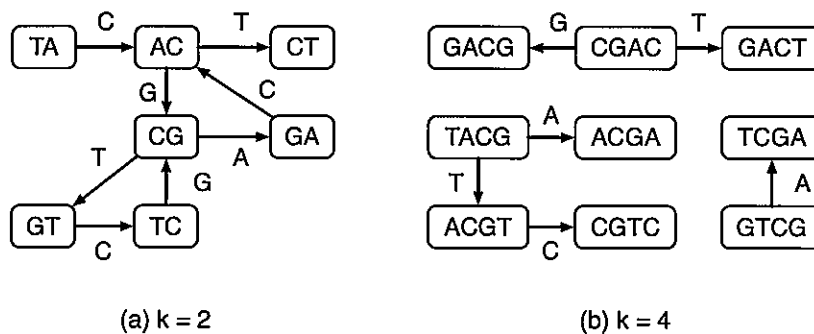 TA C AC T CT
G C
CG A GA
T G
GT C TC
(a) k = 2
GACG G CGAC T GACT
TACG A ACGA TCGA
T A
ACGT C CGTC GTCG
(b) k = 4